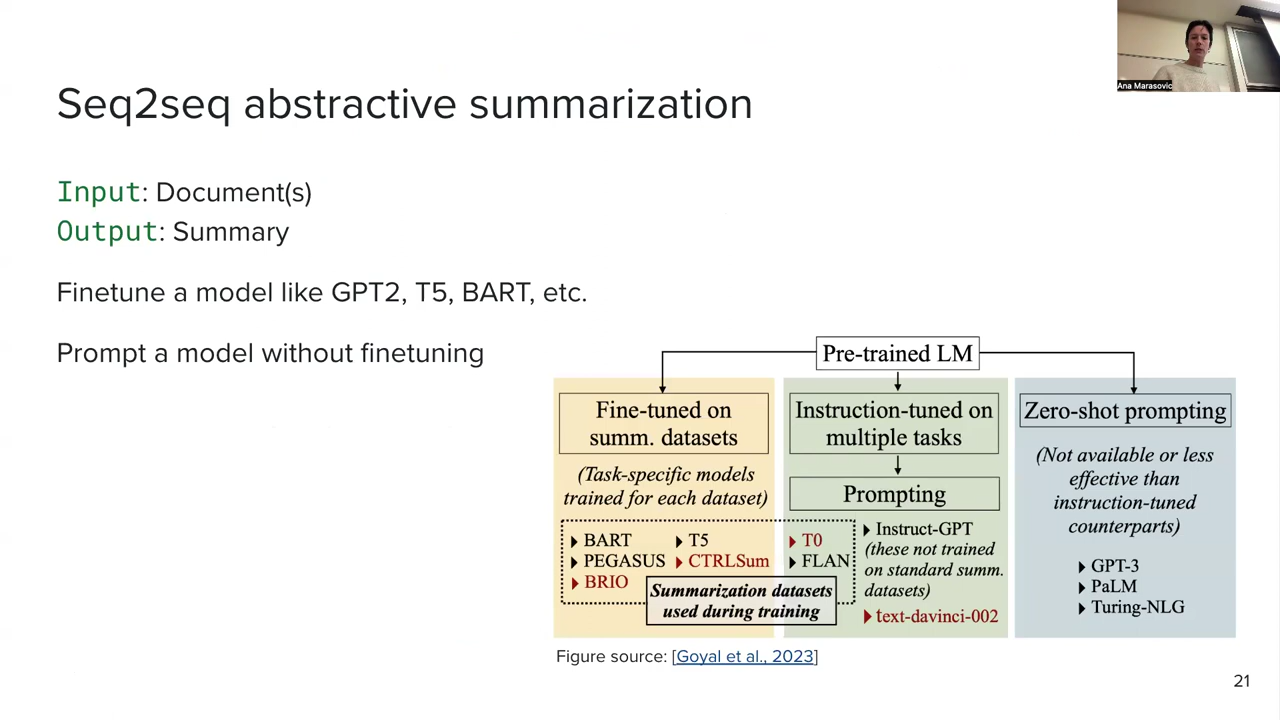 Ana Marasovic
Seq2seq abstractive summarization
Input: Document(s)
Output: Summary
Finetune a model like GPT2, T5, BART, etc.
Prompt a model without finetuning
Pre-trained LM
Fine-tuned on
summ. datasets
(Task-specific models
trained for each dataset)
BART
T5
PEGASUS
CTRLSum
BRIO
Instruction-tuned on
multiple tasks
Prompting
T0
FLAN
Summarization datasets
used during training
Instruct-GPT
(these not trained
on standard summ.
datasets)
text-davinci-002
Zero-shot prompting
(Not available or less
effective than
instruction-tuned
counterparts)
GPT-3
PaLM
Turing-NLG
Figure source: [Goyal et al., 2023]
21